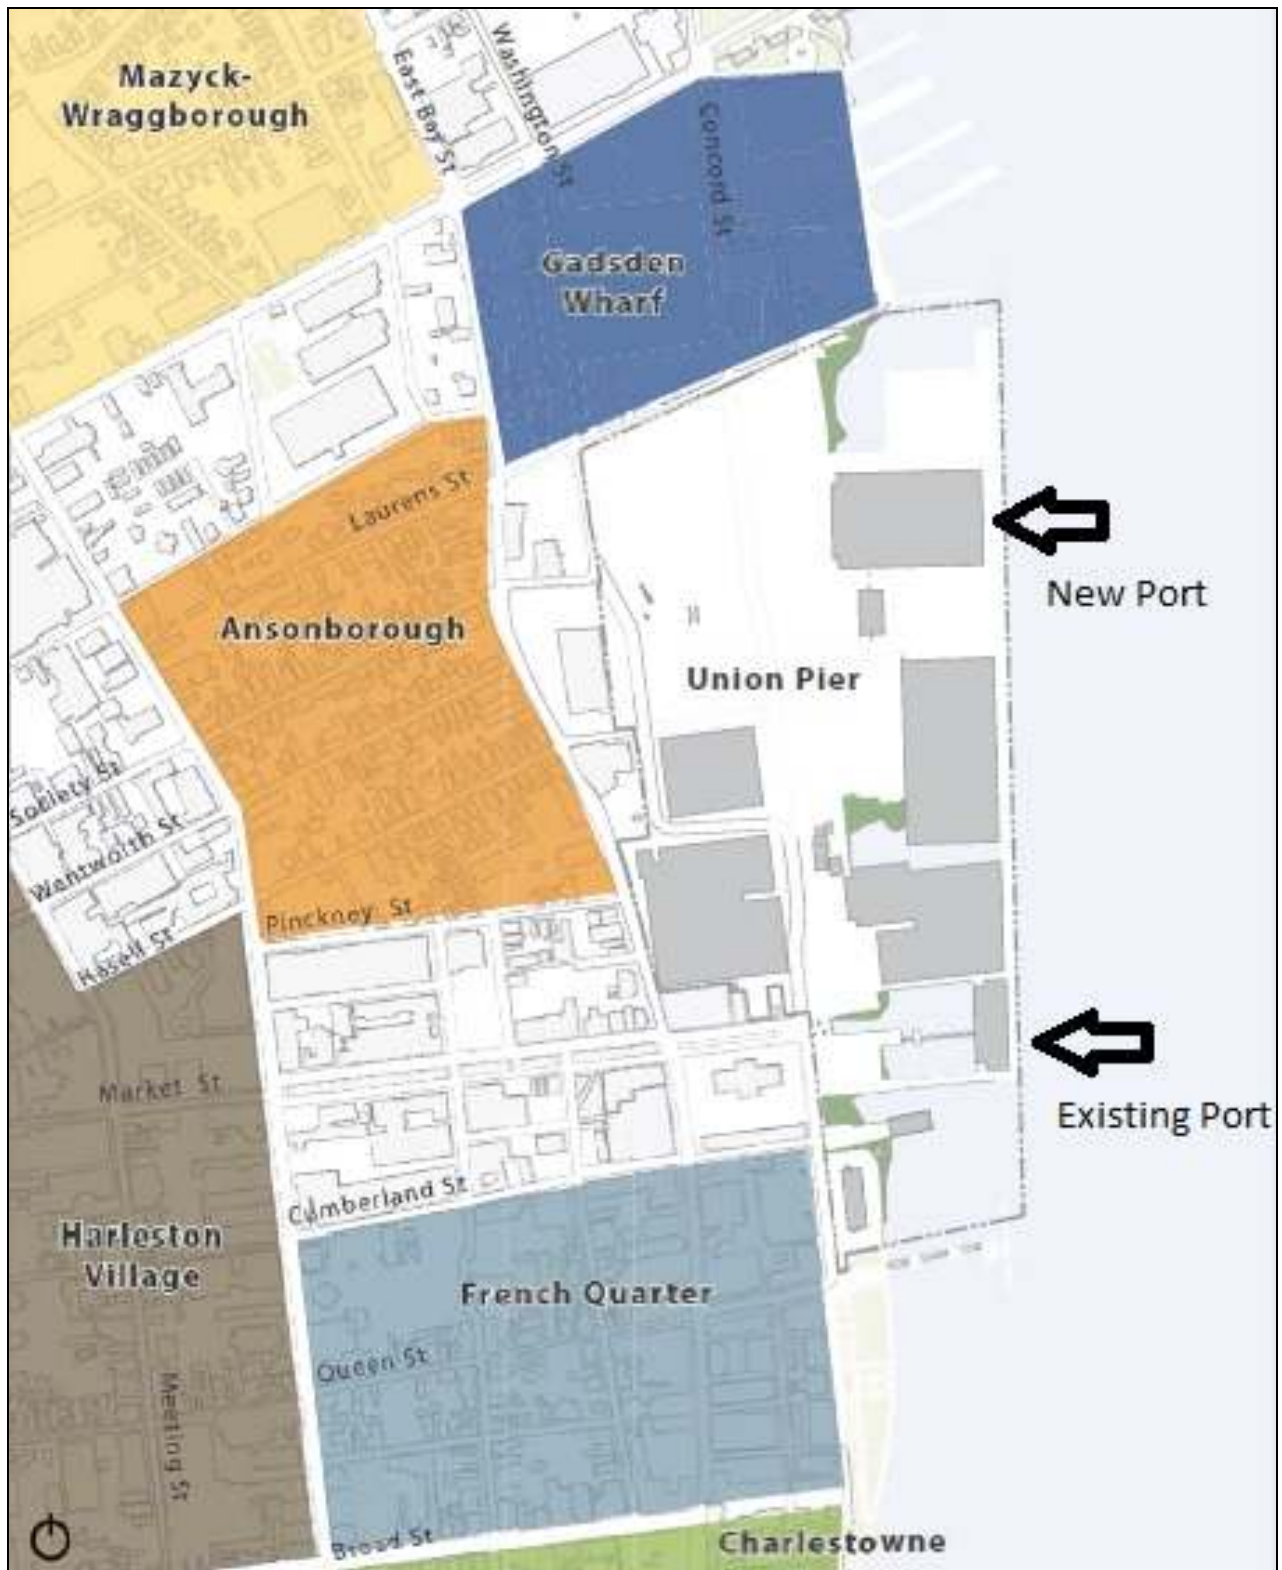 Mazyck-
Wraggborough
East Bay St
Washington St
Concord St
Gadsden
Wharf
Laurens St
New Port
Ansonborough
Union Pier
Society St
Wentworth St
Hasell St
Pinckney St
Market St
Existing Port
Cumberland St
Harleston
Village
French Quarter
Queen St
Meeting St
Broad St
Charlestowne